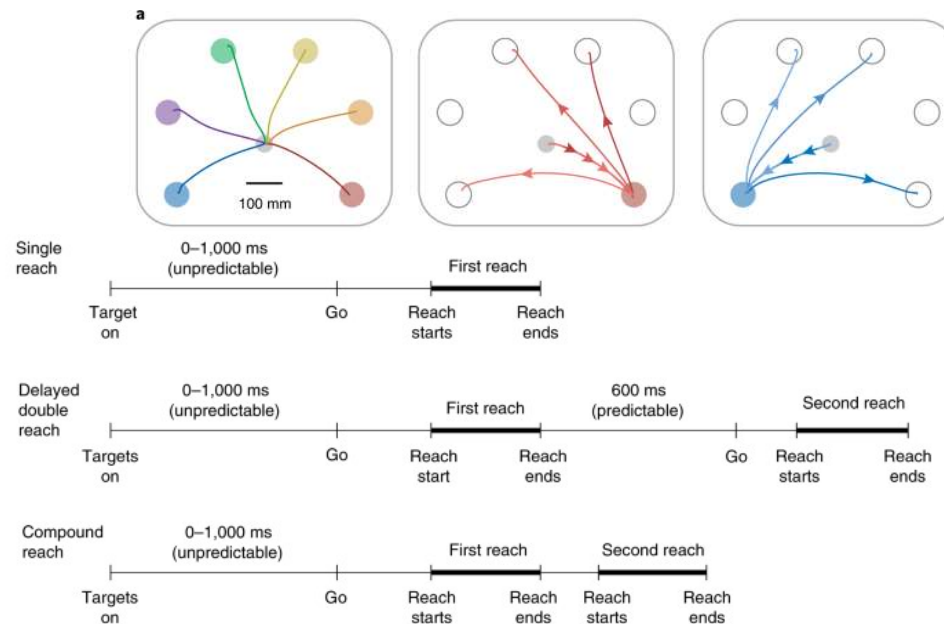 a
100 mm
Single
reach
0–1,000 ms
(unpredictable)
First reach
Target
on
Go
Reach
starts
Reach
ends
Delayed
double
reach
0–1,000 ms
(unpredictable)
First reach
600 ms
(predictable)
Second reach
Targets
on
Go
Reach
start
Reach
ends
Go
Reach
starts
Reach
ends
Compound
reach
0–1,000 ms
(unpredictable)
First reach
Second reach
Targets
on
Go
Reach
starts
Reach
ends
Reach
starts
Reach
ends